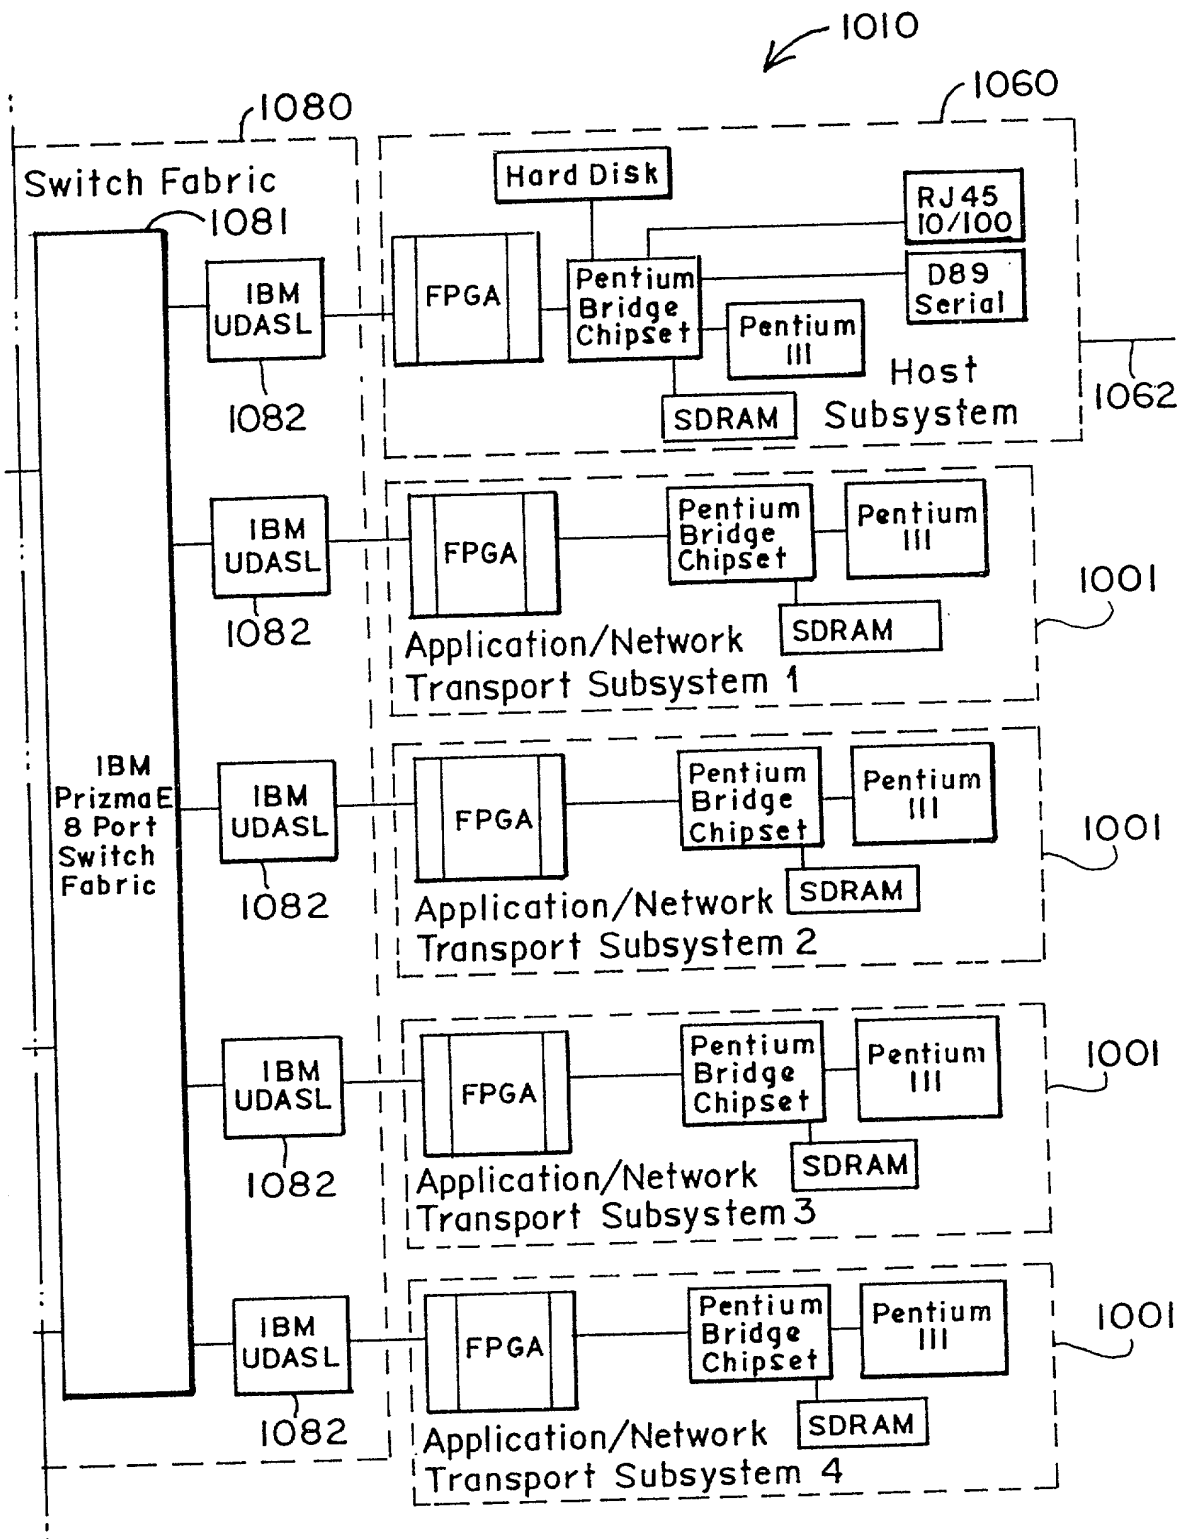 1010
1080
1060
Switch Fabric
1081
Hard Disk
RJ45
10/100
IBM
UDASL
FPGA
Pentium
Bridge
Chipset
D89
Serial
Pentium
III
1082
SDRAM
Host
Subsystem
1062
IBM
UDASL
FPGA
Pentium
Bridge
Chipset
Pentium
III
1001
1082
SDRAM
Application/Network
Transport Subsystem 1
IBM
PrizmaE
8 Port
Switch
Fabric
IBM
UDASL
FPGA
Pentium
Bridge
Chipset
Pentium
III
1001
1082
SDRAM
Application/Network
Transport Subsystem 2
IBM
UDASL
FPGA
Pentium
Bridge
Chipset
Pentium
III
1001
1082
SDRAM
Application/Network
Transport Subsystem 3
IBM
UDASL
FPGA
Pentium
Bridge
Chipset
Pentium
III
1001
1082
SDRAM
Application/Network
Transport Subsystem 4